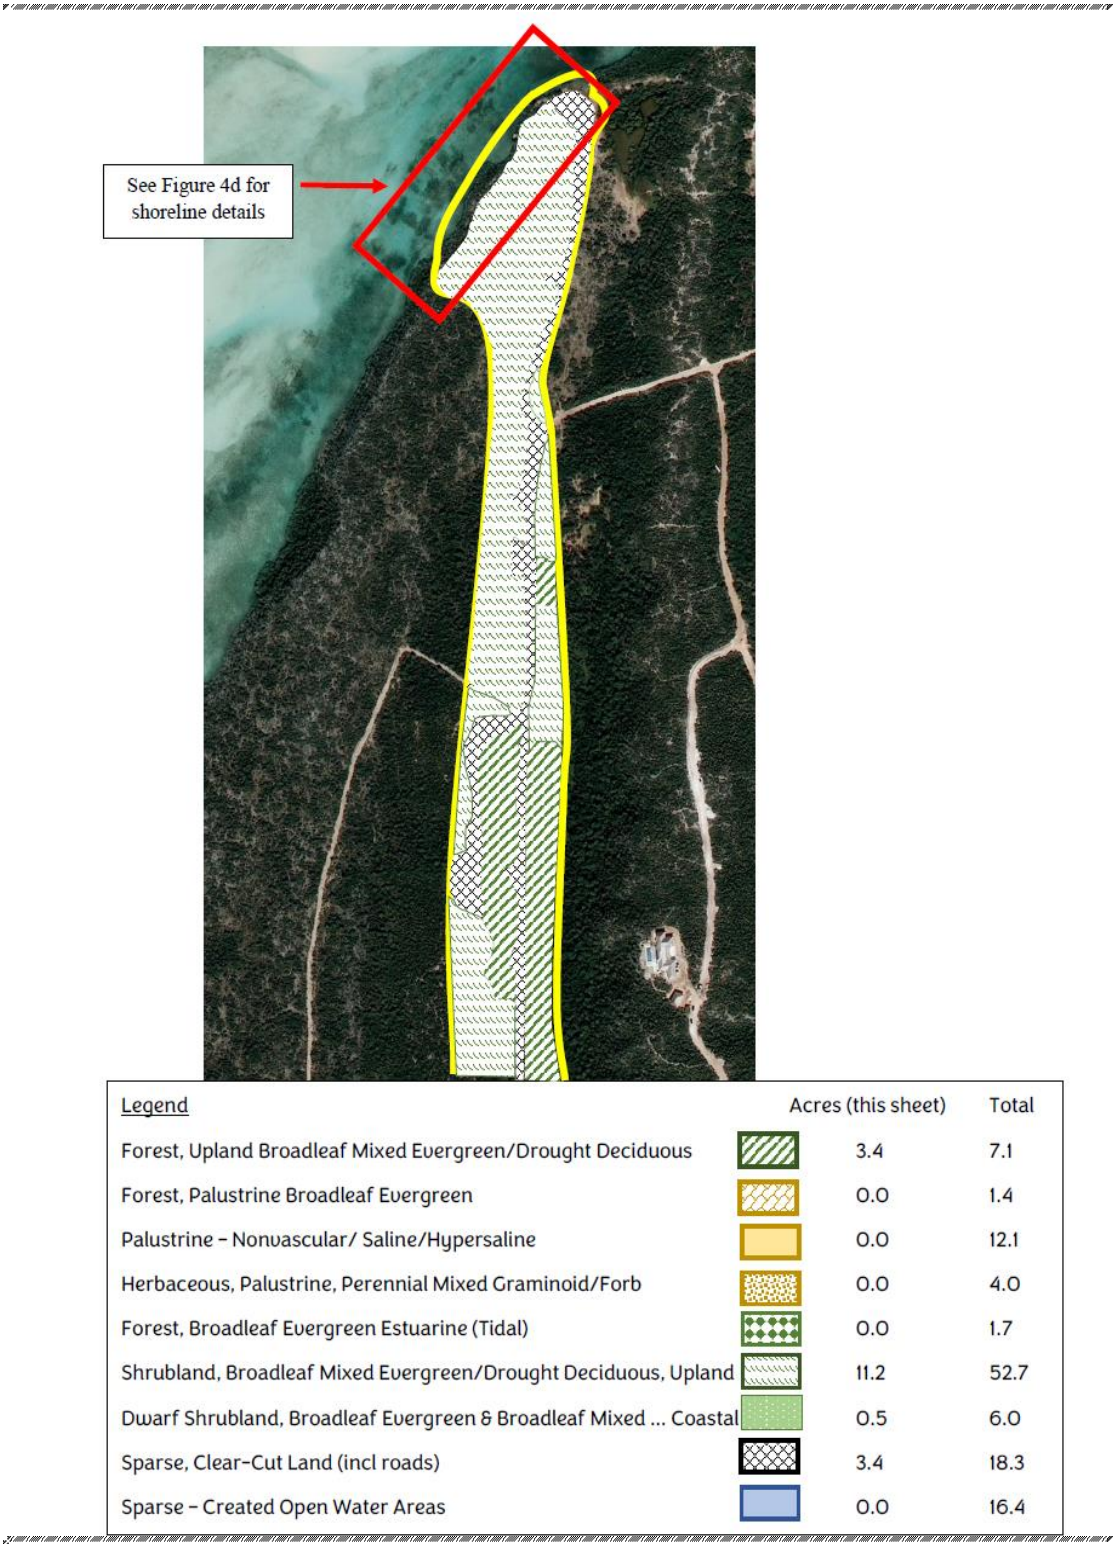 See Figure 4d for
shoreline details
Legend Acres (this sheet) Total
Forest, Upland Broadleaf Mixed Evergreen/Drought Deciduous 3.4 7.1
Forest, Palustrine Broadleaf Evergreen 0.0 1.4
Palustrine - Nonvascular/ Saline/Hypersaline 0.0 12.1
Herbaceous, Palustrine, Perennial Mixed Graminoid/Forb 0.0 4.0
Forest, Broadleaf Evergreen Estuarine (Tidal) 0.0 1.7
Shrubland, Broadleaf Mixed Evergreen/Drought Deciduous, Upland 11.2 52.7
Dwarf Shrubland, Broadleaf Evergreen & Broadleaf Mixed ... Coastal 0.5 6.0
Sparse, Clear-Cut Land (incl roads) 3.4 18.3
Sparse - Created Open Water Areas 0.0 16.4